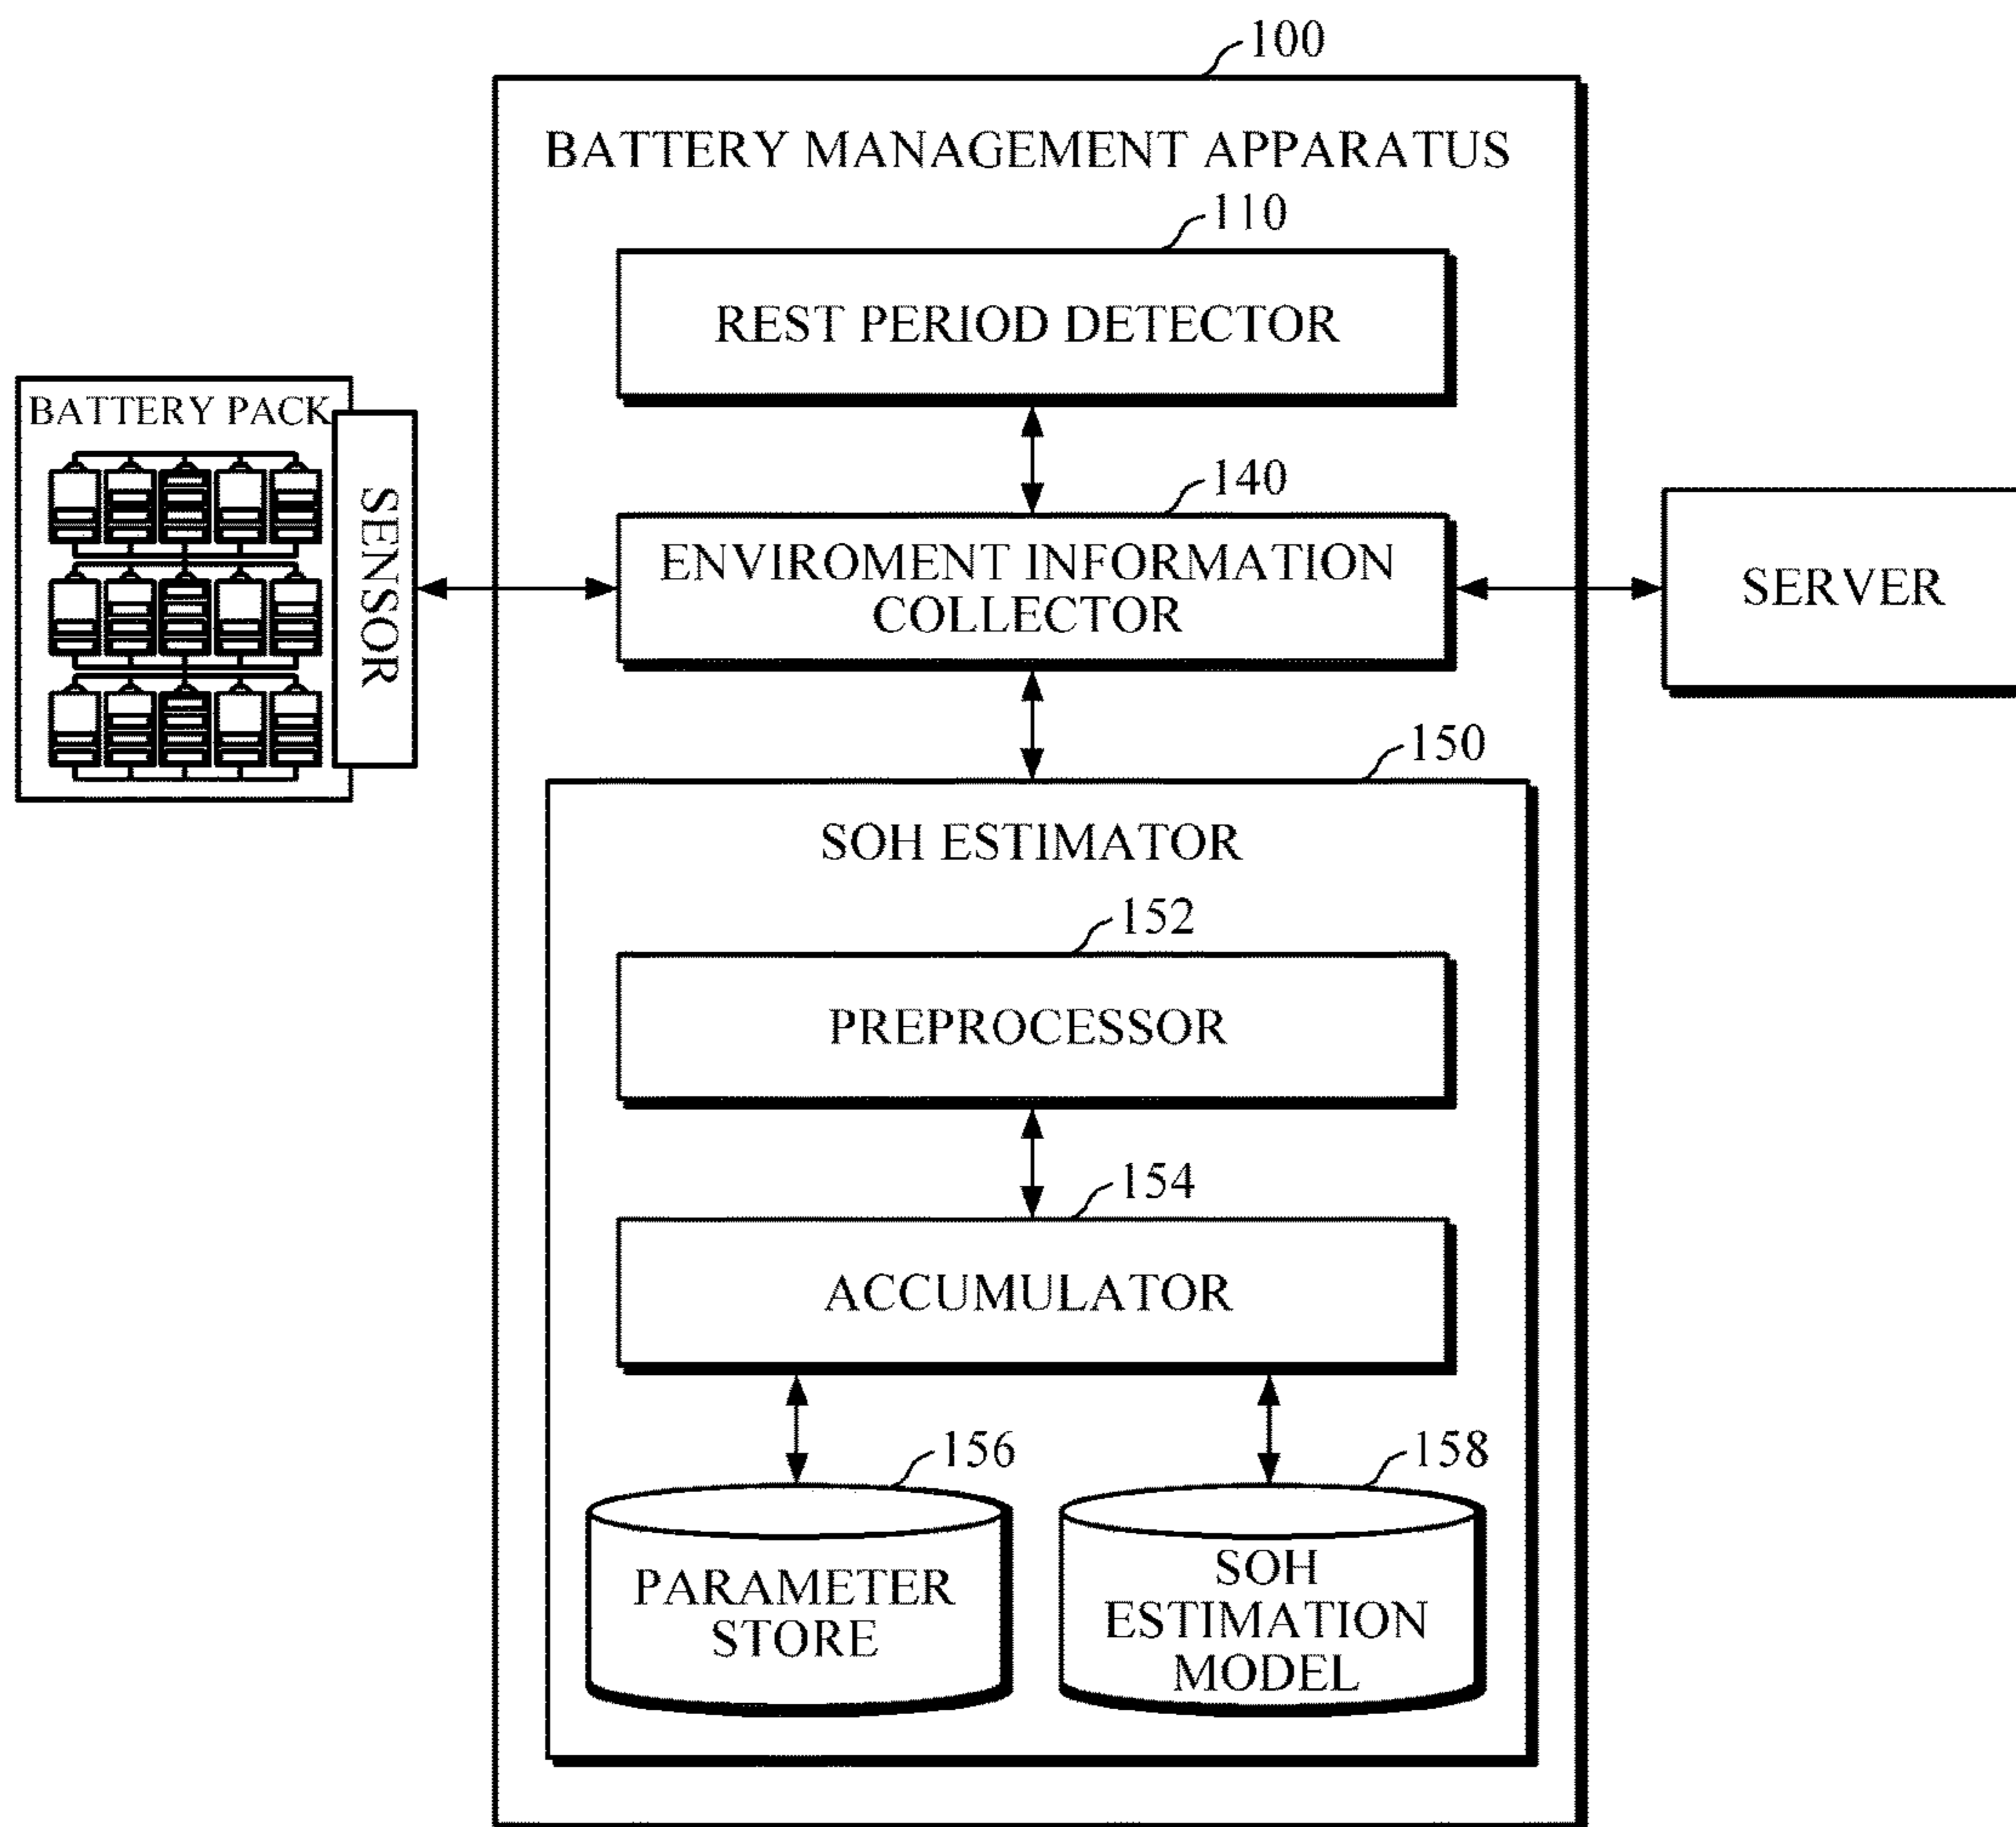 100
BATTERY MANAGEMENT APPARATUS
110
REST PERIOD DETECTOR
BATTERY PACK
SENSOR
140
ENVIROMENT INFORMATION
COLLECTOR
SERVER
150
SOH ESTIMATOR
152
PREPROCESSOR
154
ACCUMULATOR
156
PARAMETER
STORE
158
SOH
ESTIMATION
MODEL